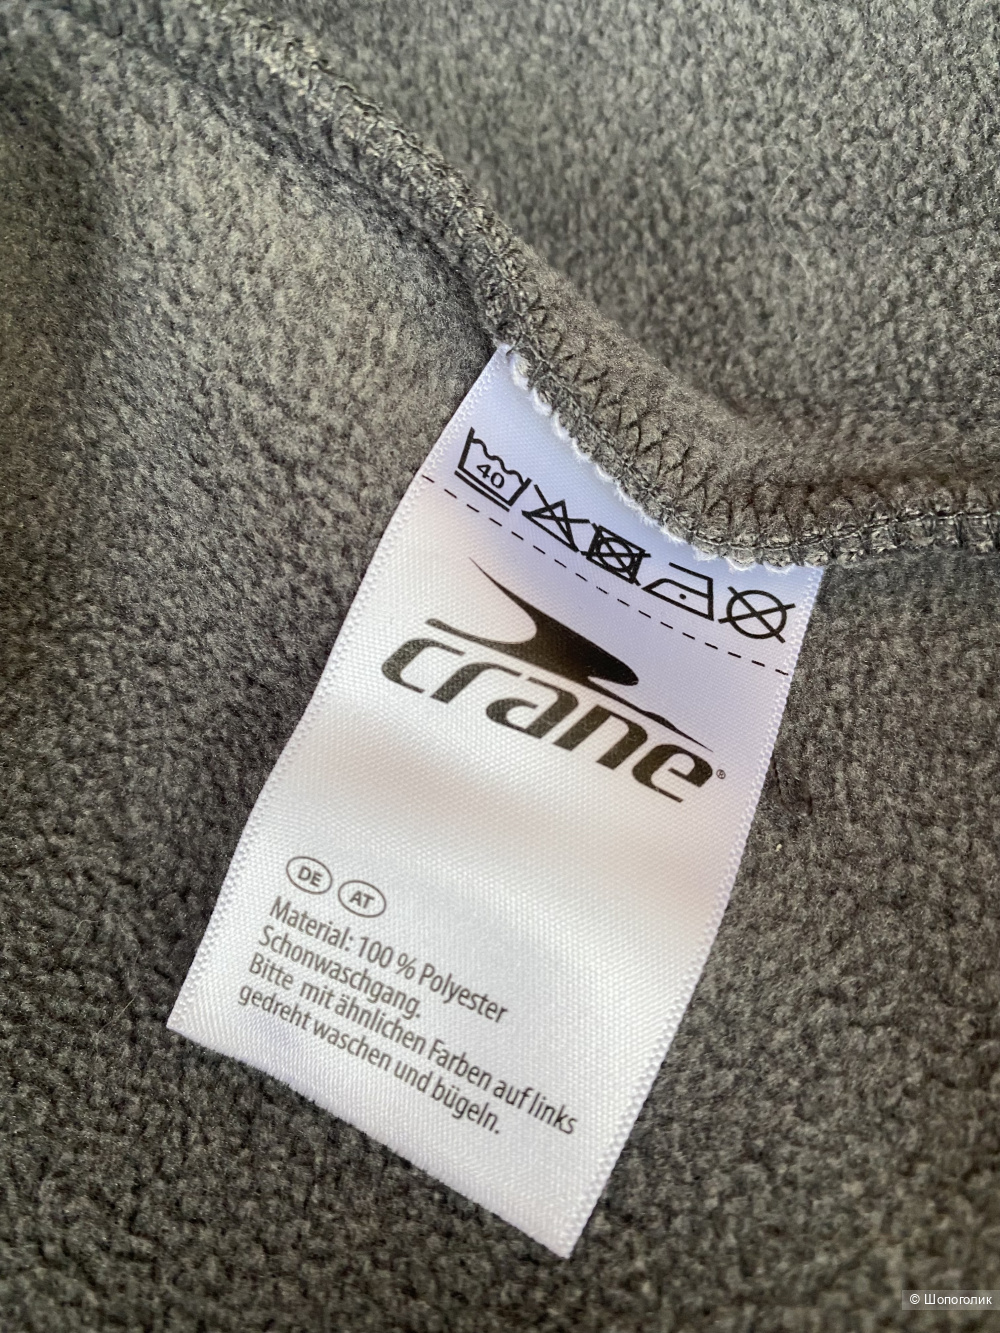 40
crane®
DE AT
Material: 100 % Polyester
Schonwaschgang.
Bitte mit ähnlichen Farben auf links
gedreht waschen und bügeln.
© Шопоголик